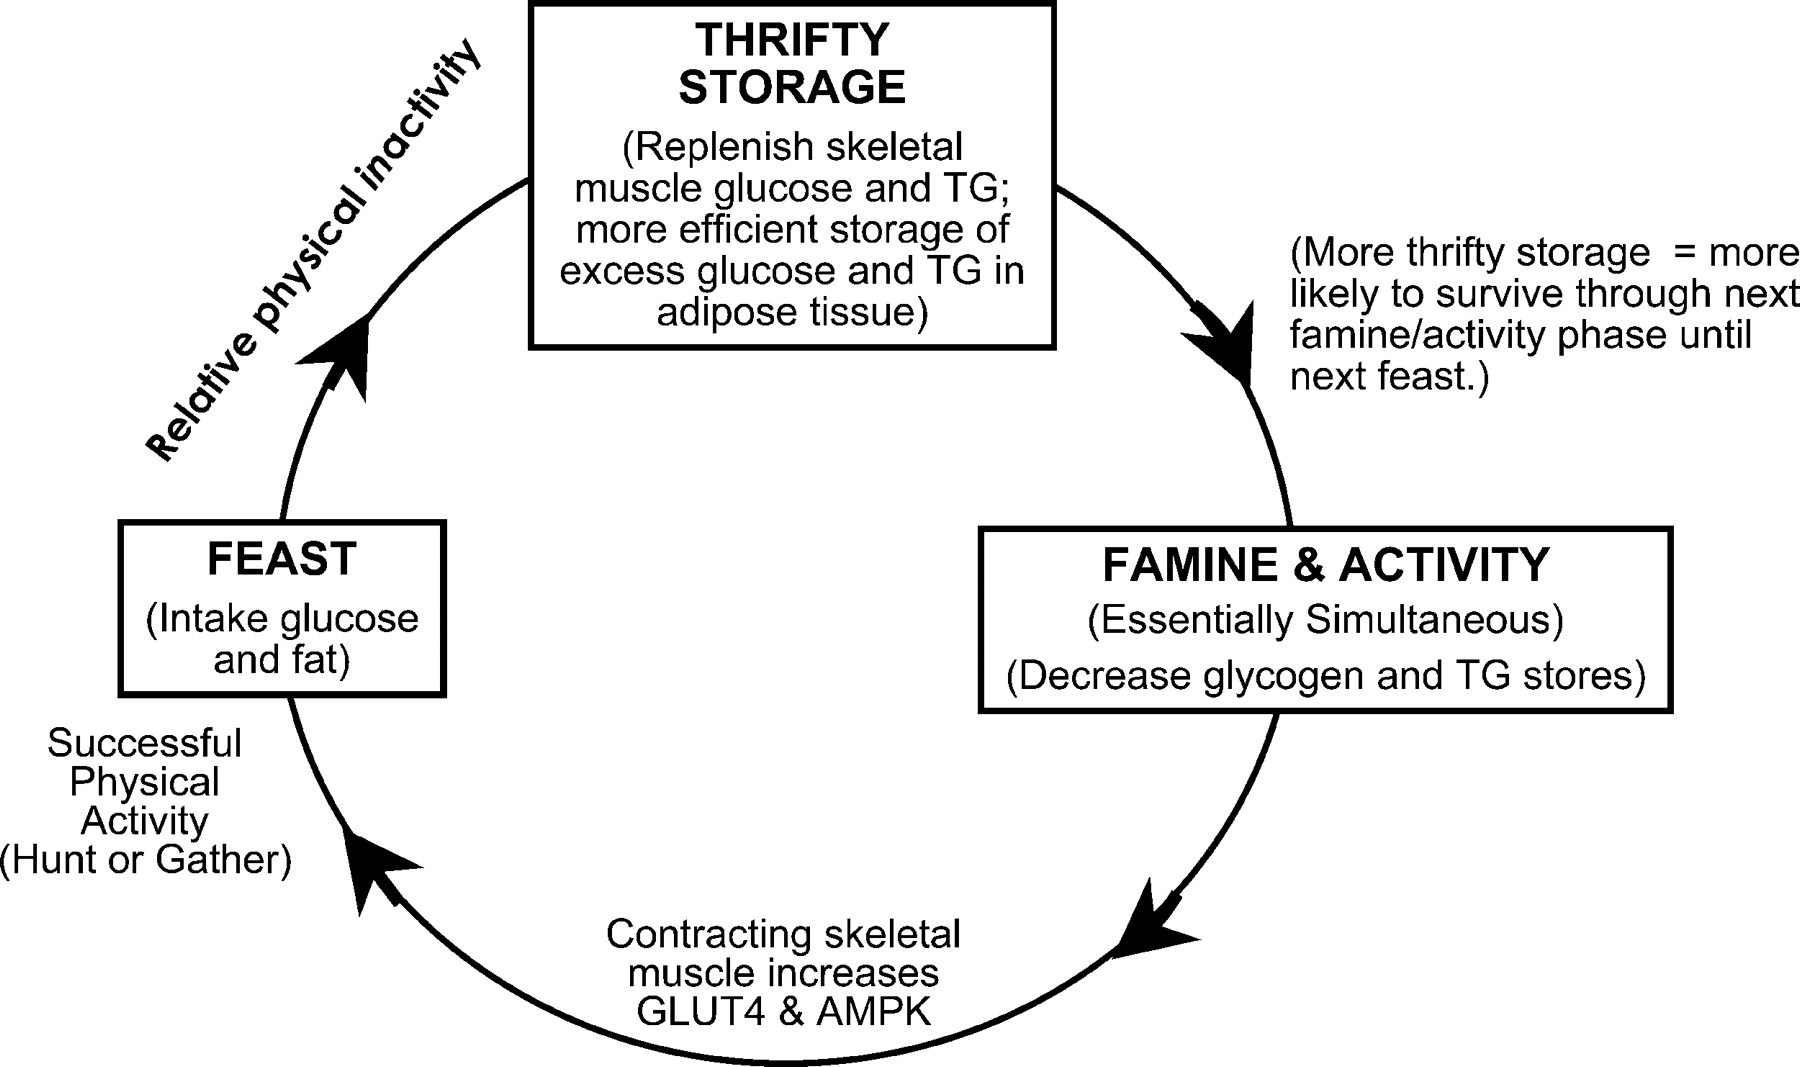 THRIFTY
STORAGE
(Replenish skeletal
muscle glucose and TG;
more efficient storage of
excess glucose and TG in
adipose tissue)
Relative physical inactivity
(More thrifty storage = more
likely to survive through next
famine/activity phase until
next feast.)
FEAST
(Intake glucose
and fat)
FAMINE & ACTIVITY
(Essentially Simultaneous)
(Decrease glycogen and TG stores)
Successful
Physical
Activity
(Hunt or Gather)
Contracting skeletal
muscle increases
GLUT4 & AMPK